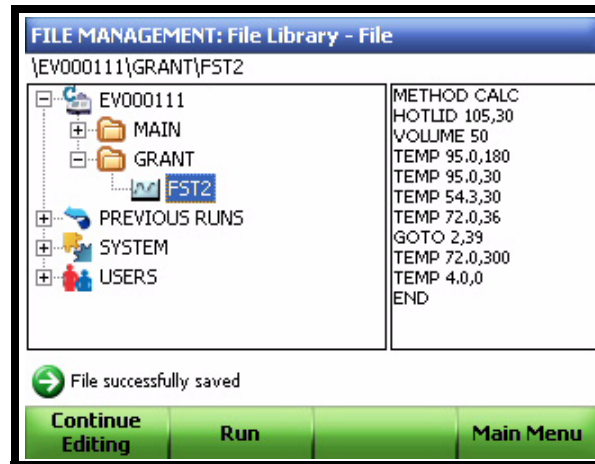 FILE MANAGEMENT: File Library - File
\EV000111\GRANT\FST2
EV000111
MAIN
GRANT
FST2
PREVIOUS RUNS
SYSTEM
USERS
METHOD CALC
HOTLID 105,30
VOLUME 50
TEMP 95.0,180
TEMP 95.0,30
TEMP 54.3,30
TEMP 72.0,36
GOTO 2,39
TEMP 72.0,300
TEMP 4.0,0
END
File successfully saved
Continue Editing
Run
Main Menu